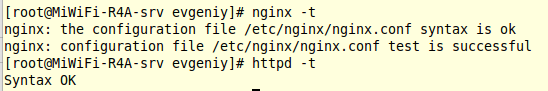 [root@MiWiFi-R4A-srv evgeniy]# nginx -t
nginx: the configuration file /etc/nginx/nginx.conf syntax is ok
nginx: configuration file /etc/nginx/nginx.conf test is successful
[root@MiWiFi-R4A-srv evgeniy]# httpd -t
Syntax OK